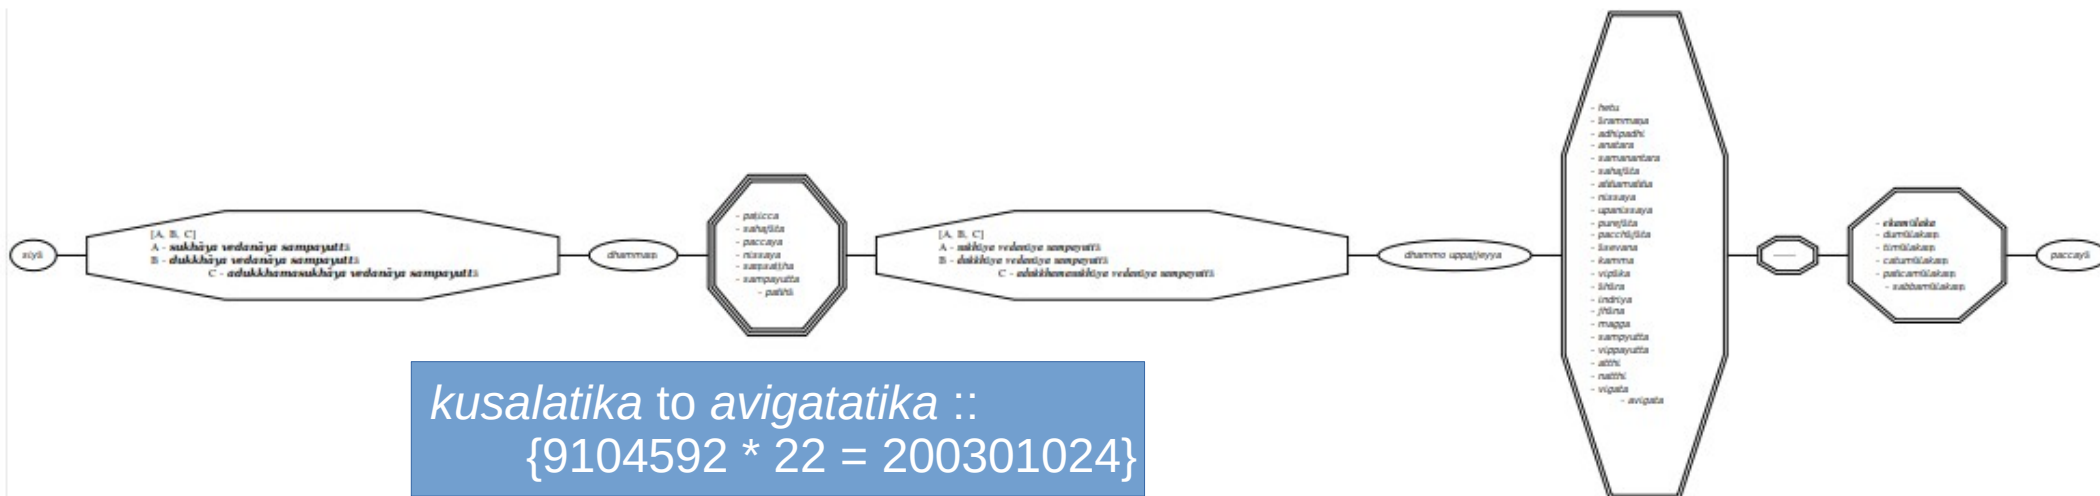 siyā
[A, B, C]
A - sukhāya vedanāya sampayuttā
B - dukkhāya vedanāya sampayuttā
C - adukkhamasukhāya vedanāya sampayuttā
dhammaṃ
- paṭicca
- sahajāta
- paccaya
- nissaya
- saṃsaṭṭha
- sampayutta
- pañhā
[A, B, C]
A - sukhāya vedanāya sampayuttā
B - dukkhāya vedanāya sampayuttā
C - adukkhamasukhāya vedanāya sampayuttā
dhammo uppajjeyya
- hetu
- ārammaṇa
- adhipadhi
- anatara
- samanantara
- sahajāta
- aññamañña
- nissaya
- upanissaya
- purejāta
- pacchājāta
- āsevana
- kamma
- vipāka
- āhāra
- indriya
- jhāna
- magga
- sampyutta
- vippayutta
- atthi
- natthi
- vigata
- avigata
- ekamūlaka
- dumūlakaṃ
- timūlakaṃ
- catumūlakaṃ
- pañcamūlakaṃ
- sabbamūlakaṃ
paccayā
kusalatika to avigatatika ::
{9104592 * 22 = 200301024}